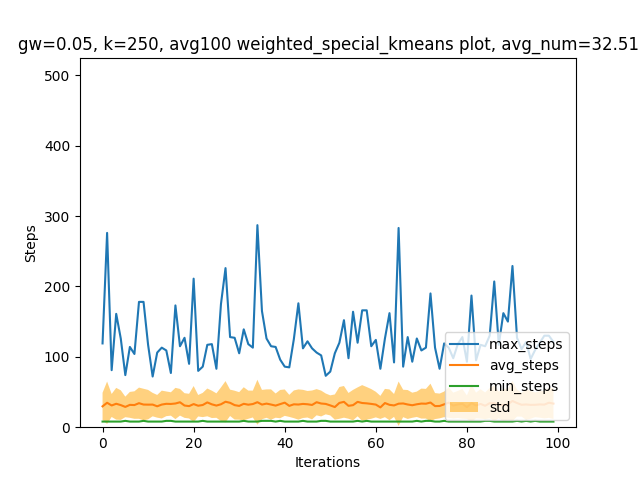 gw=0.05, k=250, avg100 weighted_special_kmeans plot, avg_num=32.51
500
400
300
200
100
0
Steps
max_steps
avg_steps
min_steps
std
0 20 40 60 80 100
Iterations